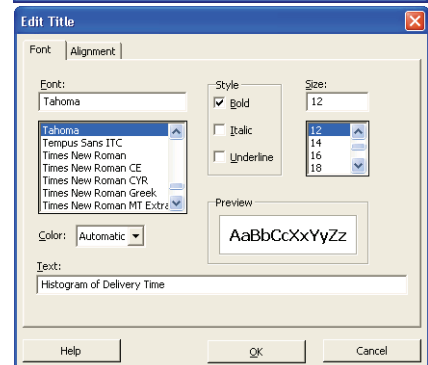 Edit Title
Font Alignment
Font:
Tahoma
Tahoma
Tempus Sans ITC
Times New Roman
Times New Roman CE
Times New Roman CYR
Times New Roman Greek
Times New Roman MT Extra
Style
Bold
Italic
Underline
Size:
12
12
14
16
18
Color: Automatic
Preview
AaBbCcXxYyZz
Text:
Histogram of Delivery Time
Help OK Cancel